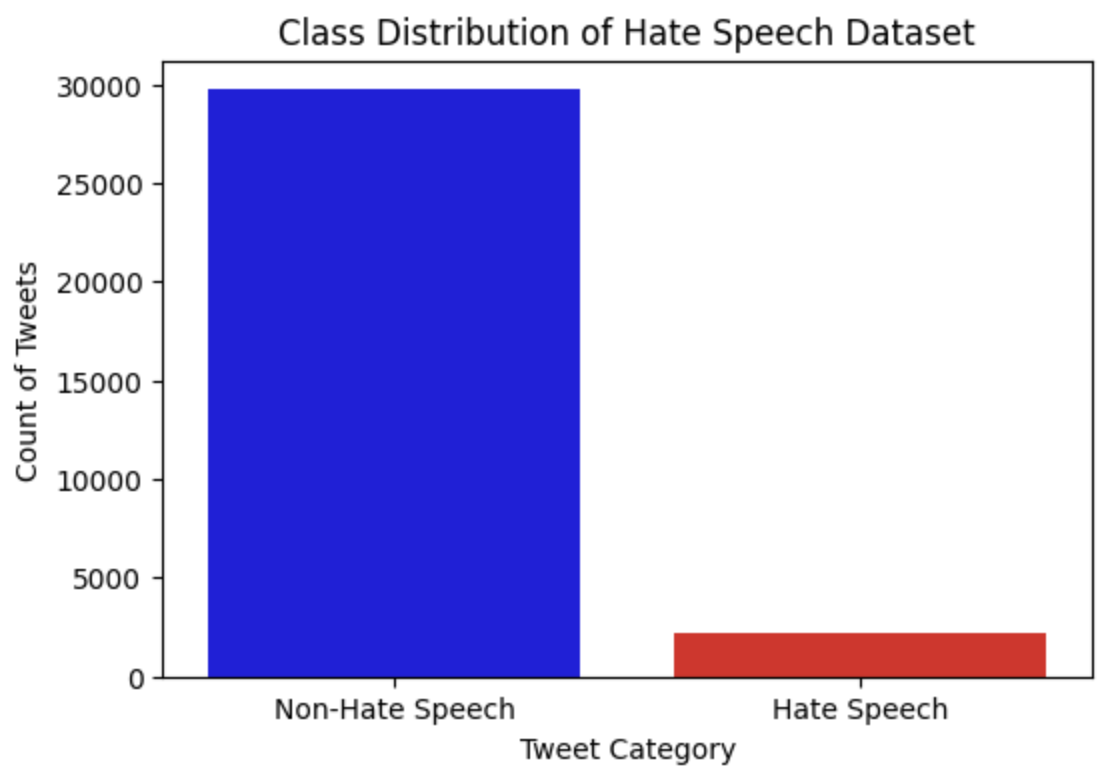 Class Distribution of Hate Speech Dataset
30000
25000
20000
15000
10000
5000
0
Count of Tweets
Non-Hate Speech
Hate Speech
Tweet Category